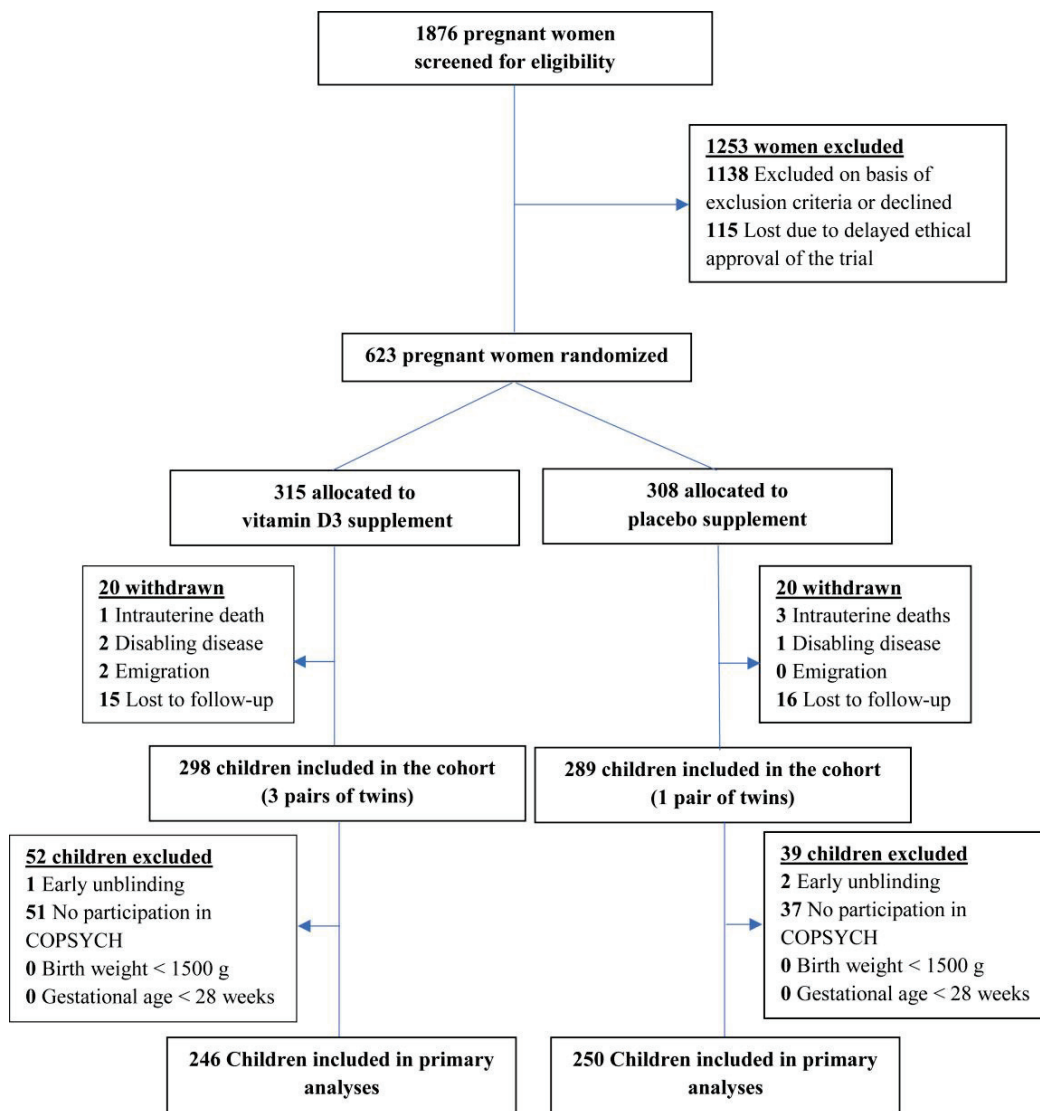 1876 pregnant women
screened for eligibility
1253 women excluded
1138 Excluded on basis of
exclusion criteria or declined
115 Lost due to delayed ethical
approval of the trial
623 pregnant women randomized
315 allocated to
vitamin D3 supplement
308 allocated to
placebo supplement
20 withdrawn
1 Intrauterine death
2 Disabling disease
2 Emigration
15 Lost to follow-up
20 withdrawn
3 Intrauterine deaths
1 Disabling disease
0 Emigration
16 Lost to follow-up
298 children included in the cohort
(3 pairs of twins)
289 children included in the cohort
(1 pair of twins)
52 children excluded
1 Early unblinding
51 No participation in
COPSYCH
0 Birth weight < 1500 g
0 Gestational age < 28 weeks
39 children excluded
2 Early unblinding
37 No participation in
COPSYCH
0 Birth weight < 1500 g
0 Gestational age < 28 weeks
246 Children included in primary
analyses
250 Children included in primary
analyses